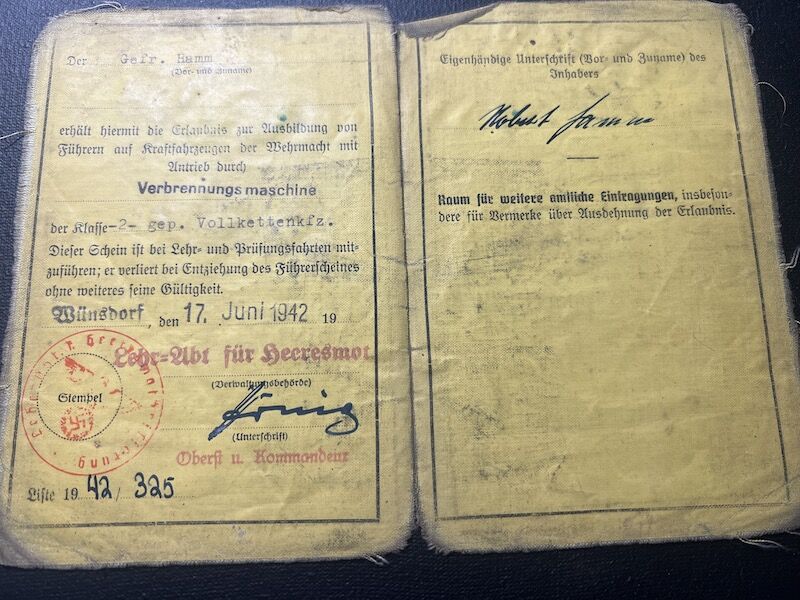 Der Gefr. Hamm
(Vor- und Zuname)
erhält hiermit die Erlaubnis zur Ausbildung von
Führern auf Kraftfahrzeugen der Wehrmacht mit
Antrieb durch
Verbrennungsmaschine
der Klasse -2- gep. Vollkettenkfz.
Dieser Schein ist bei Lehr- und Prüfungsfahrten mit-
zuführen; er verliert bei Entziehung des Führerscheines
ohne weiteres seine Gültigkeit.
Wünsdorf, den 17. Juni 1942 19
Lehr-Abt für Heeresmot
(Verwaltungsbehörde)
Stempel
(Unterschrift)
Oberst u. Kommandeur
Liste 19 42/ 325
Eigenhändige Unterschrift (Vor- und Zuname) des
Inhabers
Robert Hamm
Raum für weitere amtliche Eintragungen, insbeson-
dere für Vermerke über Ausdehnung der Erlaubnis.